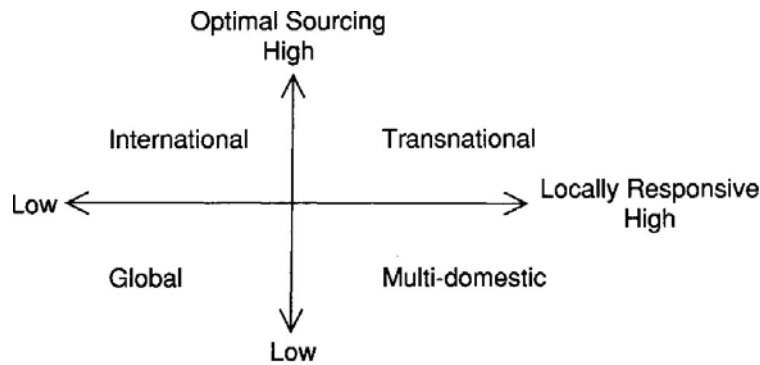 Optimal Sourcing
High
International
Transnational
Low
Locally Responsive
High
Global
Multi-domestic
Low